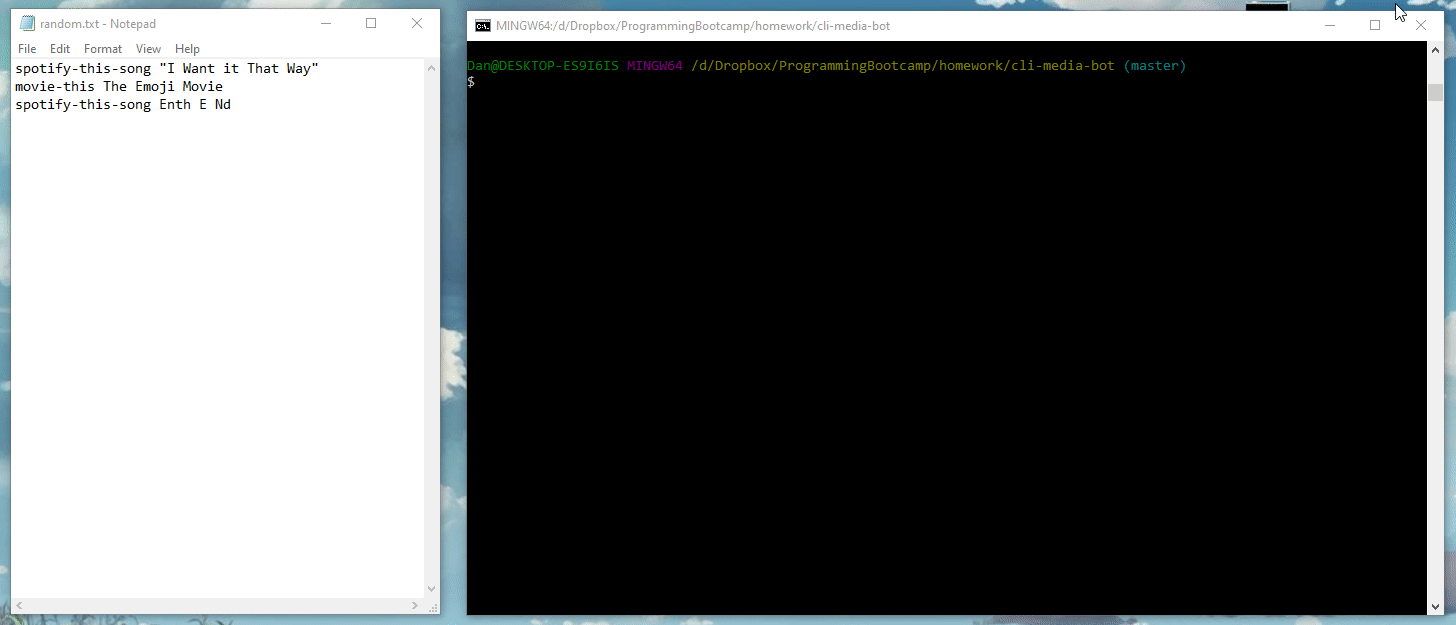 random.txt - Notepad
File Edit Format View Help
spotify-this-song "I Want it That Way"
movie-this The Emoji Movie
spotify-this-song Enth E Nd
MINGW64:/d/Dropbox/ProgrammingBootcamp/homework/cli-media-bot
Dan@DESKTOP-ES9I6IS MINGW64 /d/Dropbox/ProgrammingBootcamp/homework/cli-media-bot (master)
$